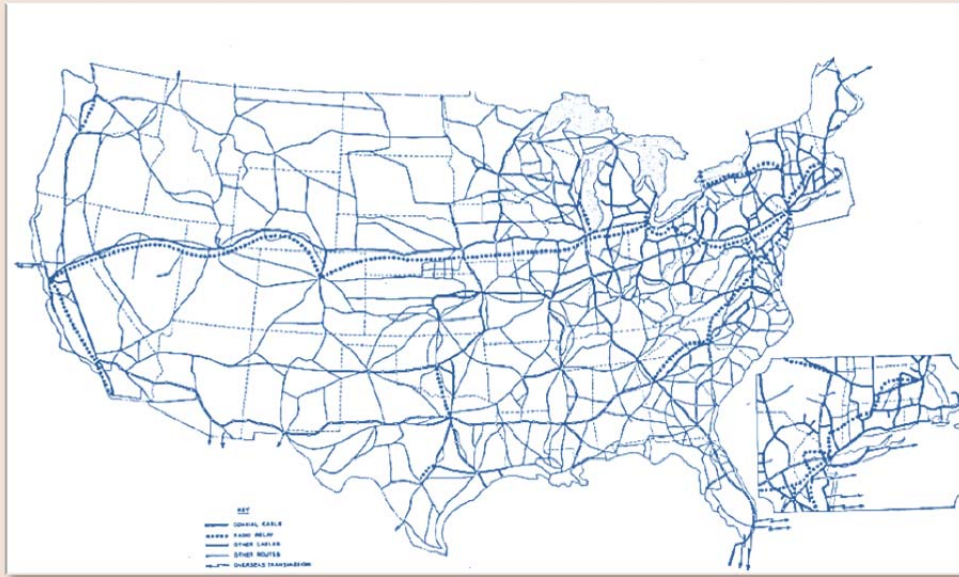 KEY
COAXIAL CABLE
RADIO RELAY
OTHER CABLES
OTHER ROUTES
OVERSEAS TRANSMISSION